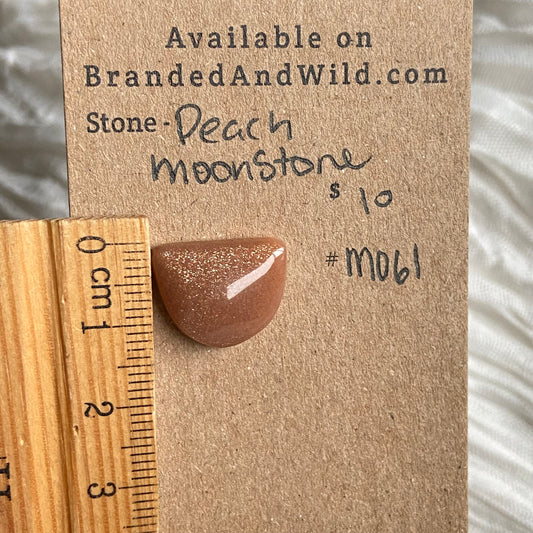 Available on
BrandedAndWild.com
Stone - Peach
moonstone
$ 10
#M061
0 cm 1 2 3